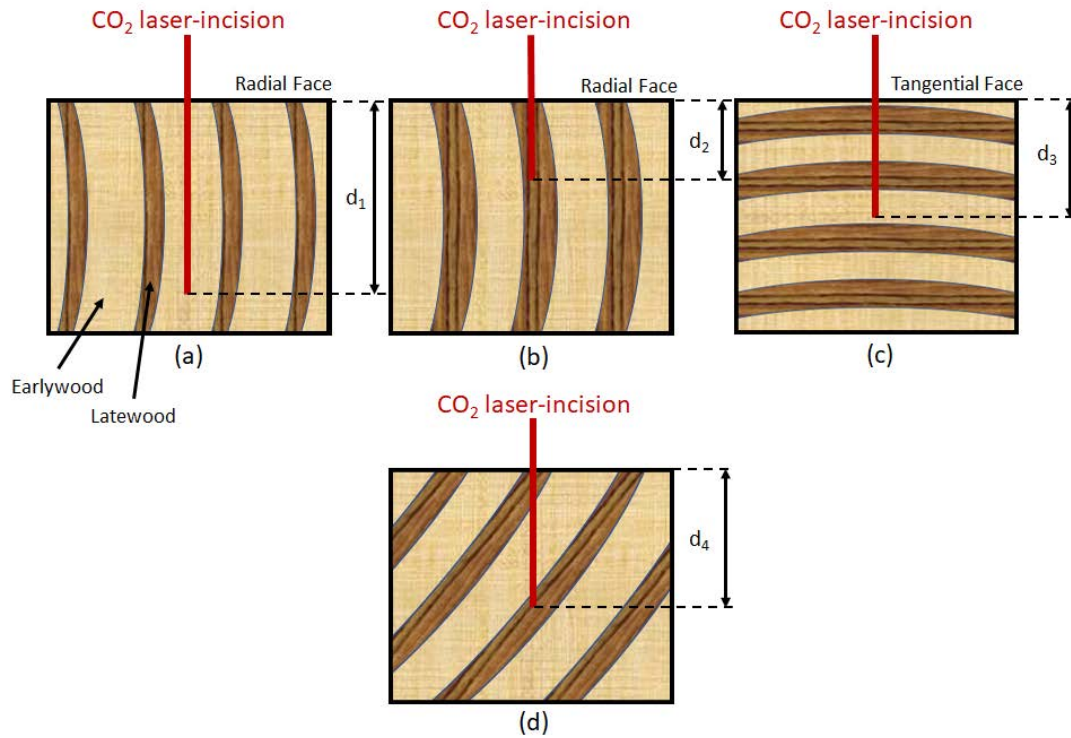 CO₂ laser-incision
CO₂ laser-incision
CO₂ laser-incision
Radial Face
Radial Face
Tangential Face
d₁
d₂
d₃
Earlywood
Latewood
(a)
(b)
(c)
CO₂ laser-incision
d₄
(d)